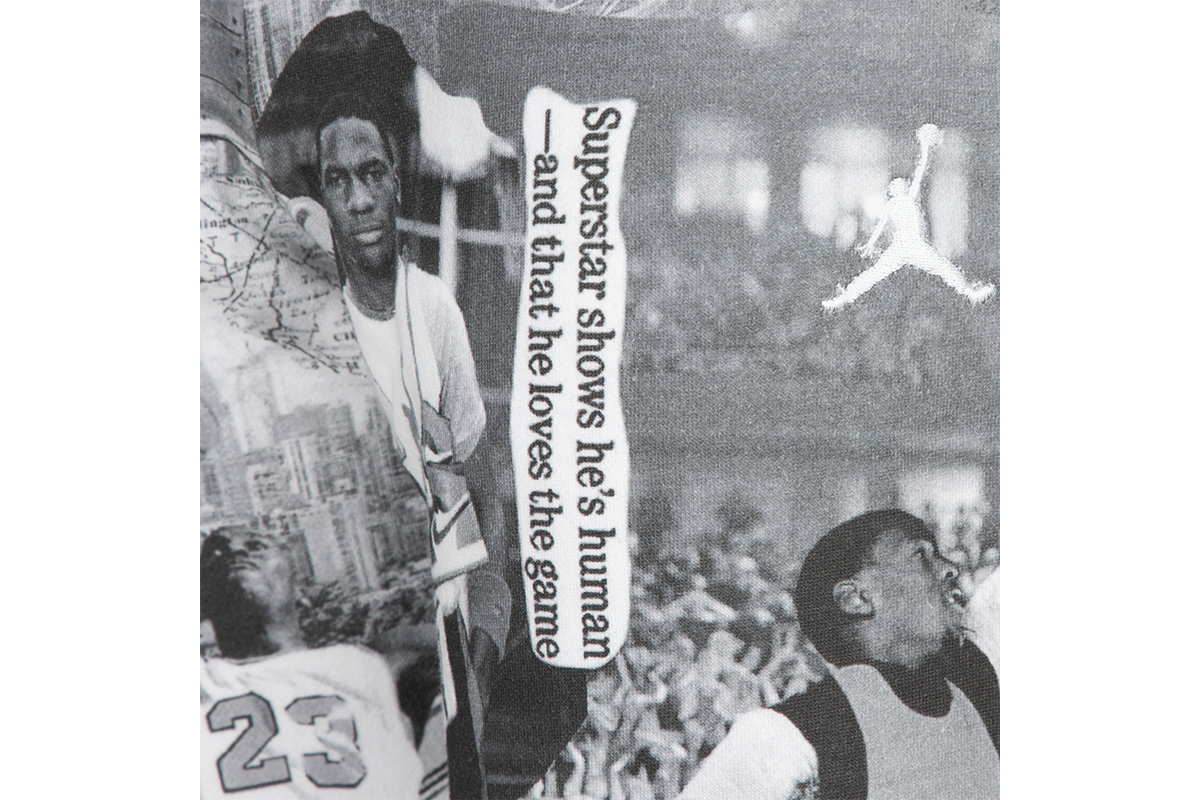 Superstar shows he's human
—and that he loves the game
23